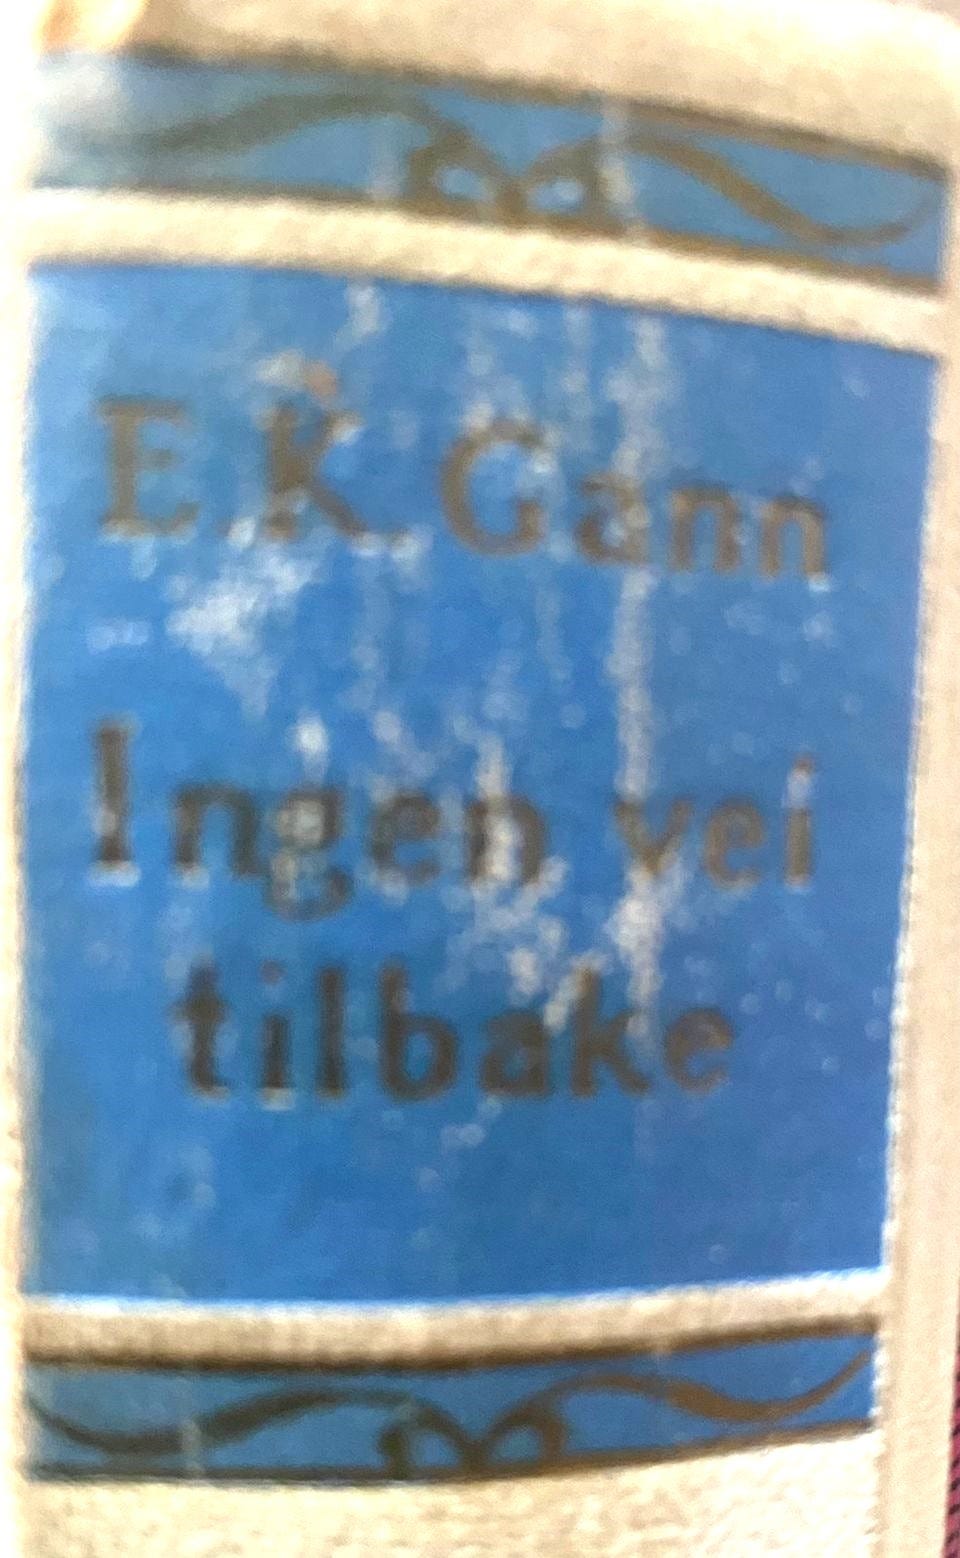 E.K. Gann
Ingen vei
tilbake